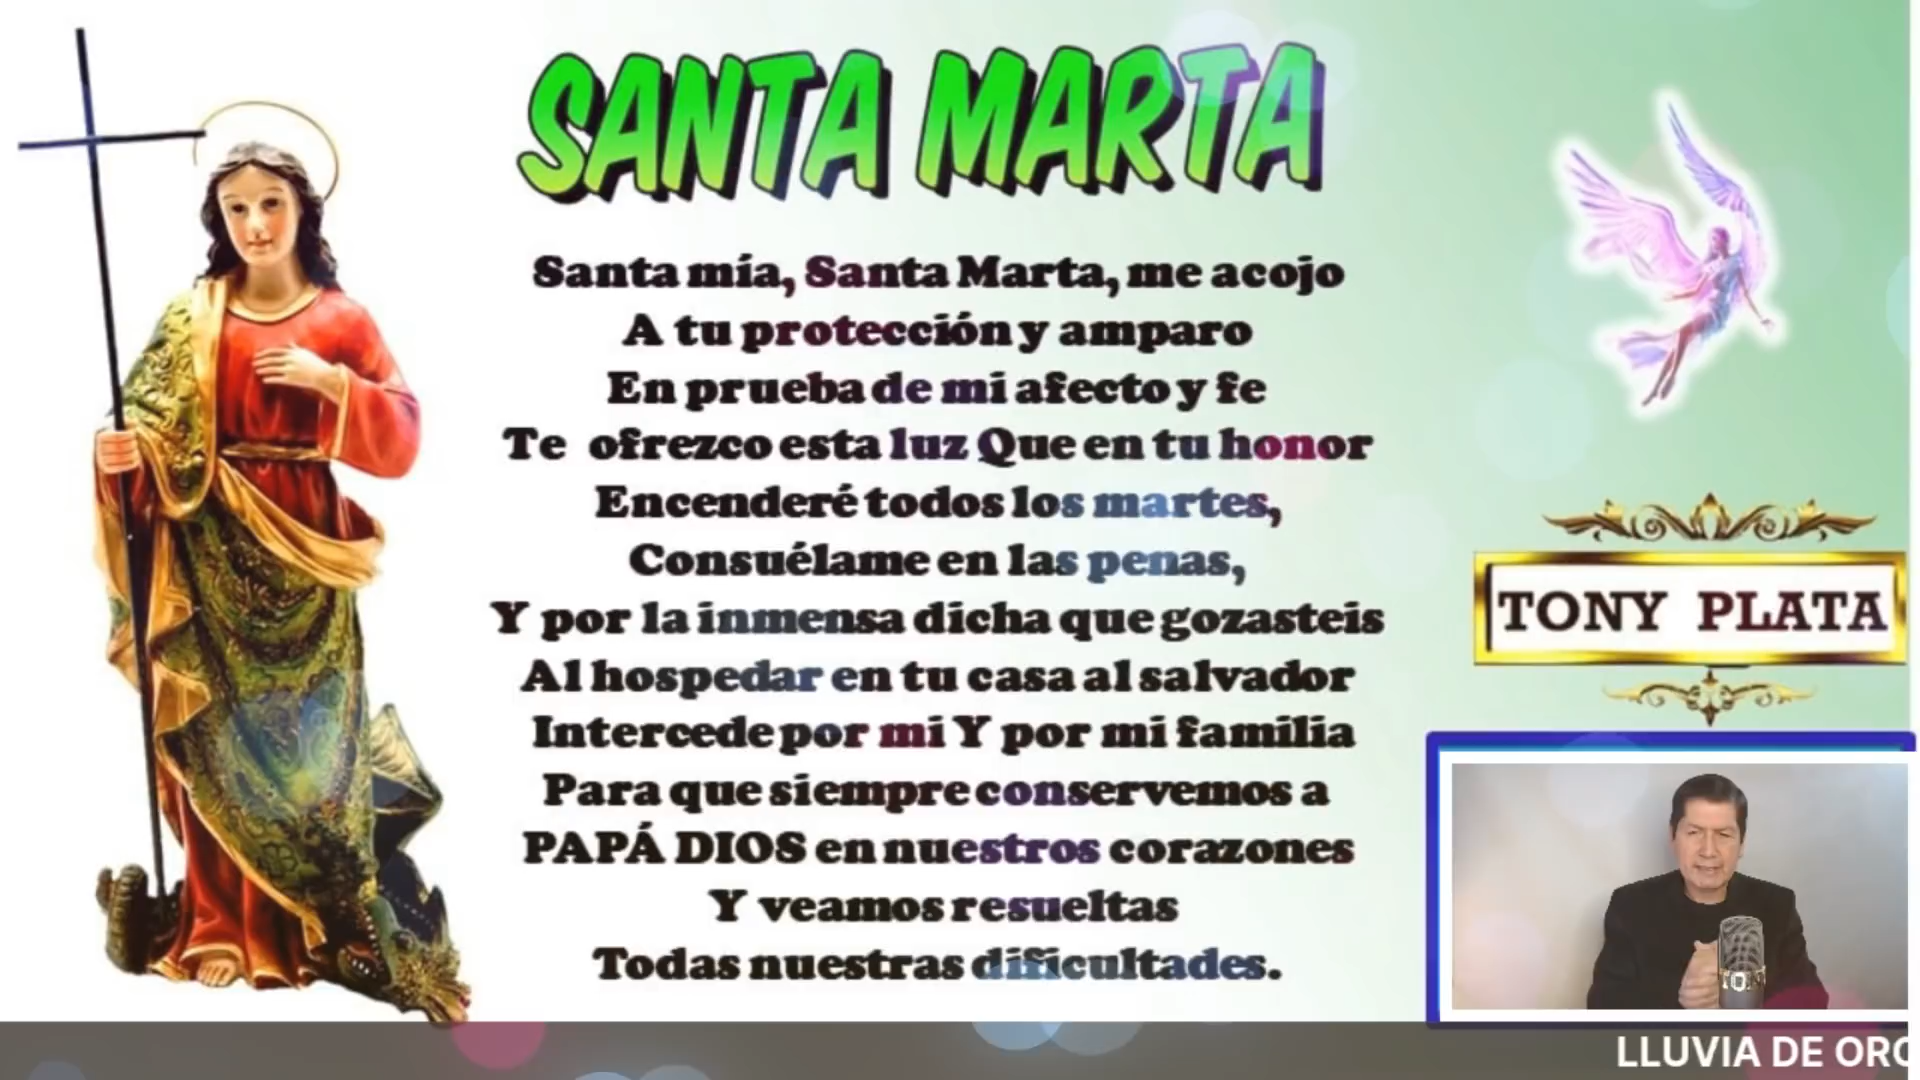 SANTA MARTA
Santa mía, Santa Marta, me acojo
A tu protección y amparo
En prueba de mi afecto y fe
Te ofrezco esta luz Que en tu honor
Encenderé todos los martes,
Consuélame en las penas,
Y por la inmensa dicha que gozasteis
Al hospedar en tu casa al salvador
Intercede por mi Y por mi familia
Para que siempre conservemos a
PAPÁ DIOS en nuestros corazones
Y veamos resueltas
Todas nuestras dificultades.
TONY PLATA
LLUVIA DE ORO